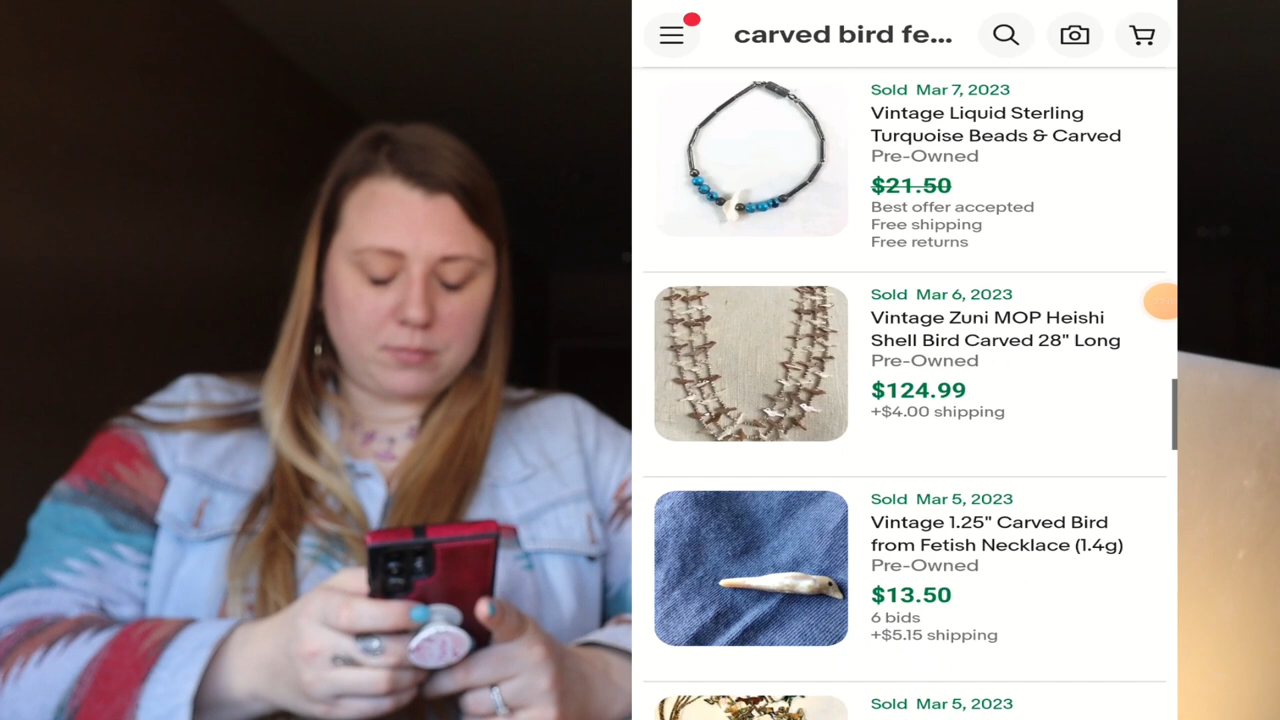 carved bird fe...
Sold Mar 7, 2023
Vintage Liquid Sterling
Turquoise Beads & Carved
Pre-Owned
$21.50
Best offer accepted
Free shipping
Free returns
Sold Mar 6, 2023
Vintage Zuni MOP Heishi
Shell Bird Carved 28" Long
Pre-Owned
$124.99
+$4.00 shipping
Sold Mar 5, 2023
Vintage 1.25" Carved Bird
from Fetish Necklace (1.4g)
Pre-Owned
$13.50
6 bids
+$5.15 shipping
Sold Mar 5, 2023